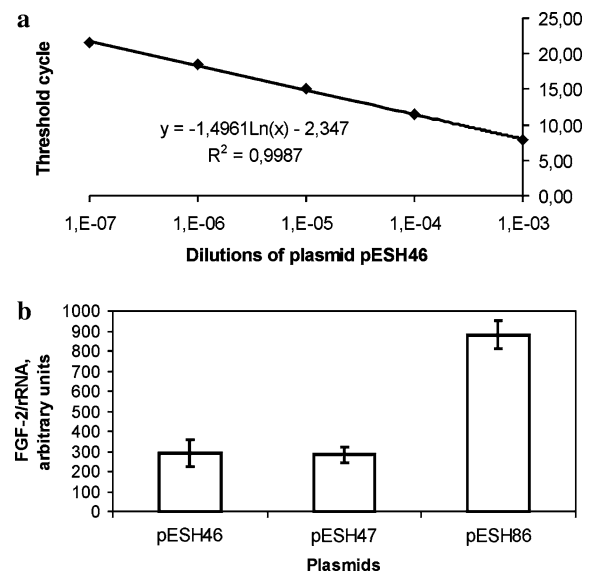 a
Threshold cycle
25,00
20,00
15,00
10,00
5,00
0,00
y = -1,4961Ln(x) - 2,347
R² = 0,9987
1,E-07 1,E-06 1,E-05 1,E-04 1,E-03
Dilutions of plasmid pESH46
b
FGF-2/rRNA,
arbitrary units
1000
900
800
700
600
500
400
300
200
100
0
pESH46 pESH47 pESH86
Plasmids